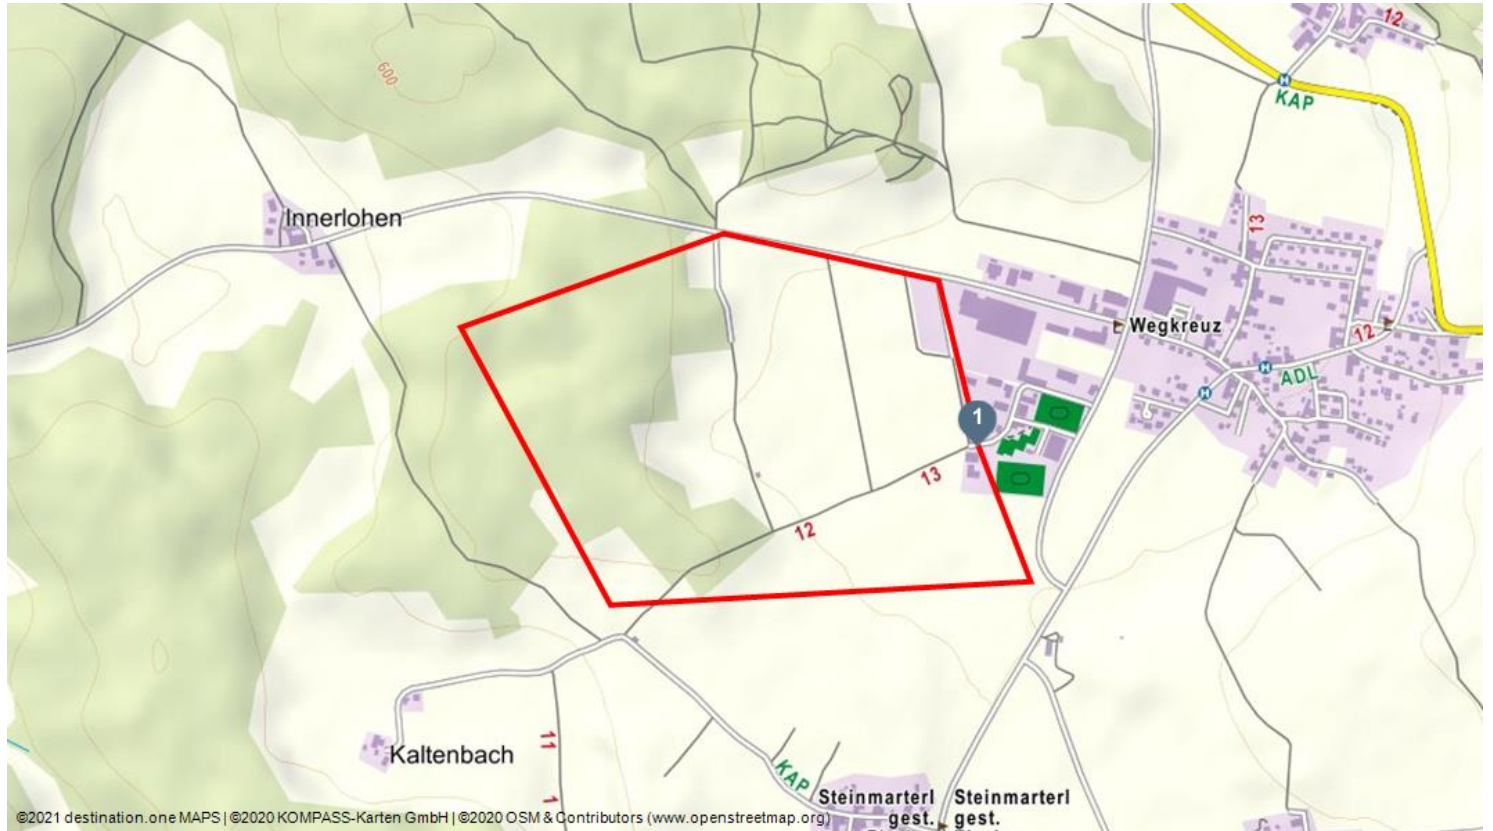 12
600
KAP
13
Innerlohen
Wegkreuz
12
ADL
1
13
12
11
Kaltenbach
KAP
1
Steinmarterl
gest.
Steinmarterl
gest.
©2021 destination.one MAPS | ©2020 KOMPASS-Karten GmbH | ©2020 OSM & Contributors (www.openstreetmap.org)